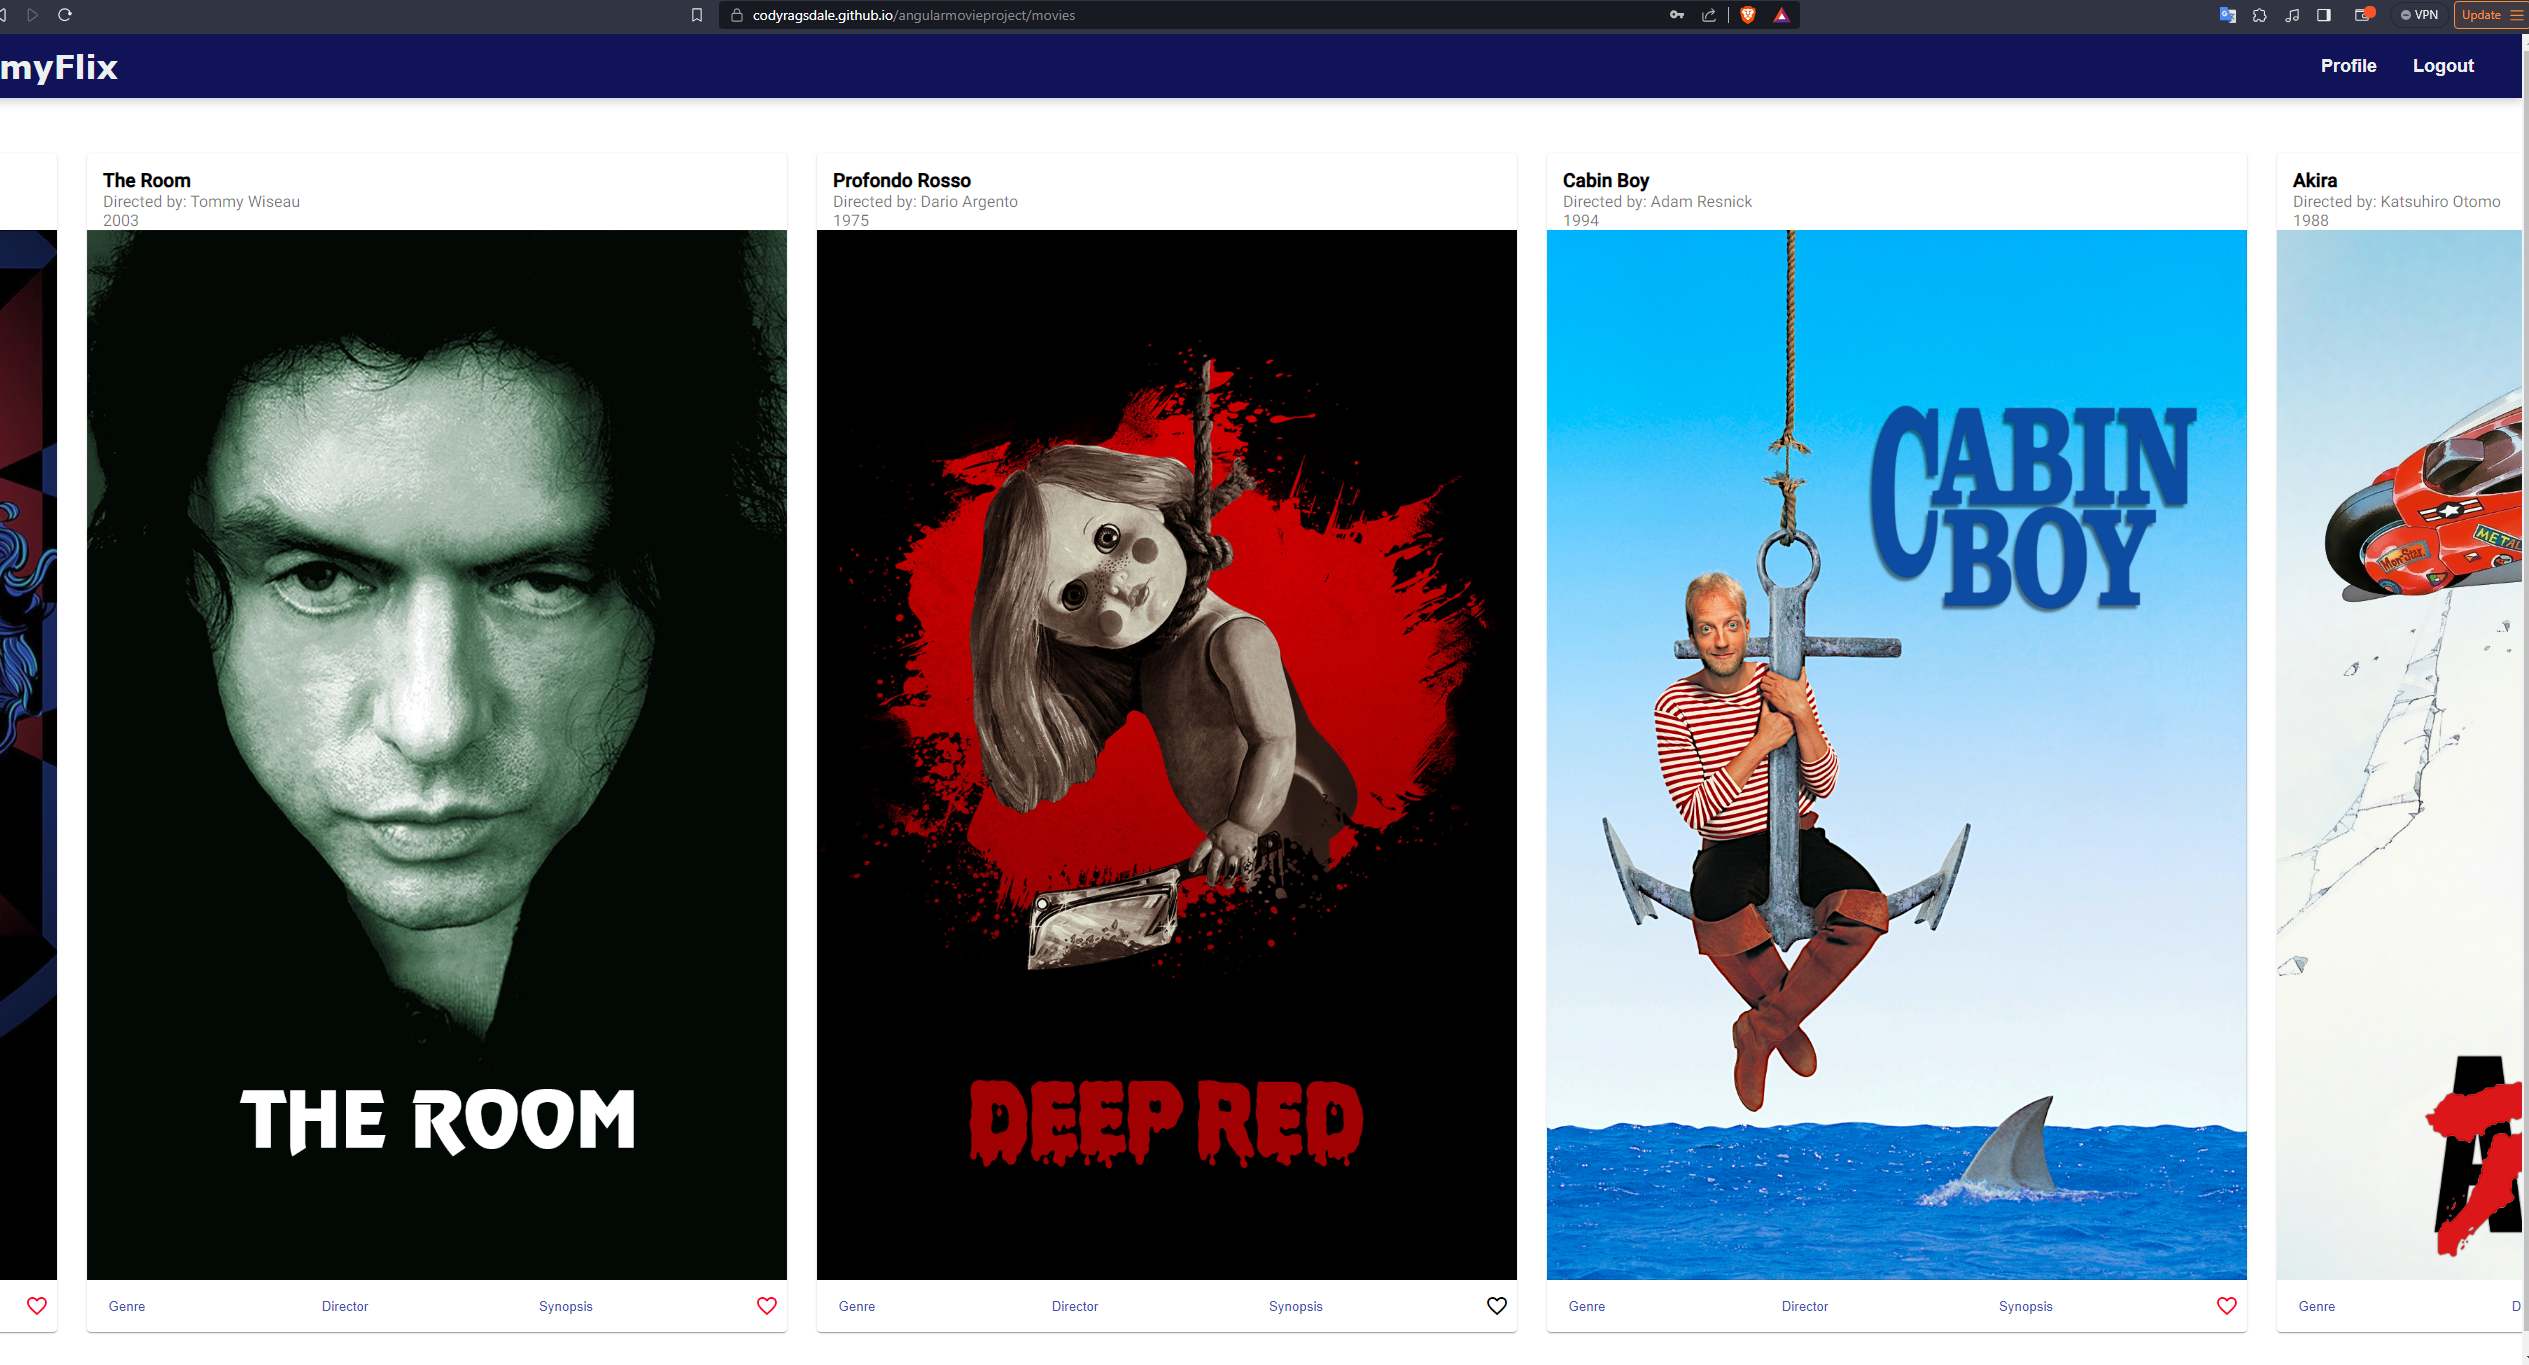 codyragsdale.github.io/angularmovieproject/movies
VPN
Update
myFlix
Profile
Logout
The Room
Directed by: Tommy Wiseau
2003
THE ROOM
Genre
Director
Synopsis
Profondo Rosso
Directed by: Dario Argento
1975
DEEP RED
Genre
Director
Synopsis
Cabin Boy
Directed by: Adam Resnick
1994
CABIN
BOY
Genre
Director
Synopsis
Akira
Directed by: Katsuhiro Otomo
1988
METAL
A
Genre
D